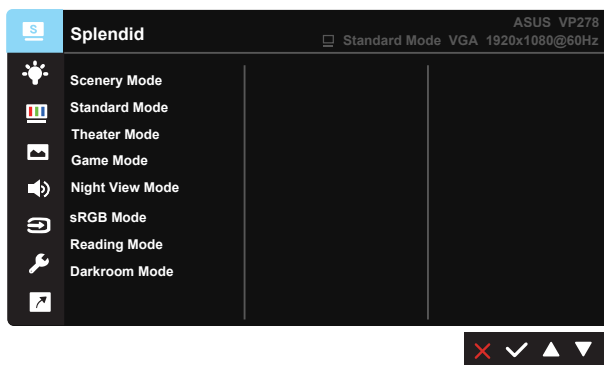 S
Splendid
ASUS VP278
Standard Mode VGA 1920x1080@60Hz
Scenery Mode
Standard Mode
Theater Mode
Game Mode
Night View Mode
sRGB Mode
Reading Mode
Darkroom Mode